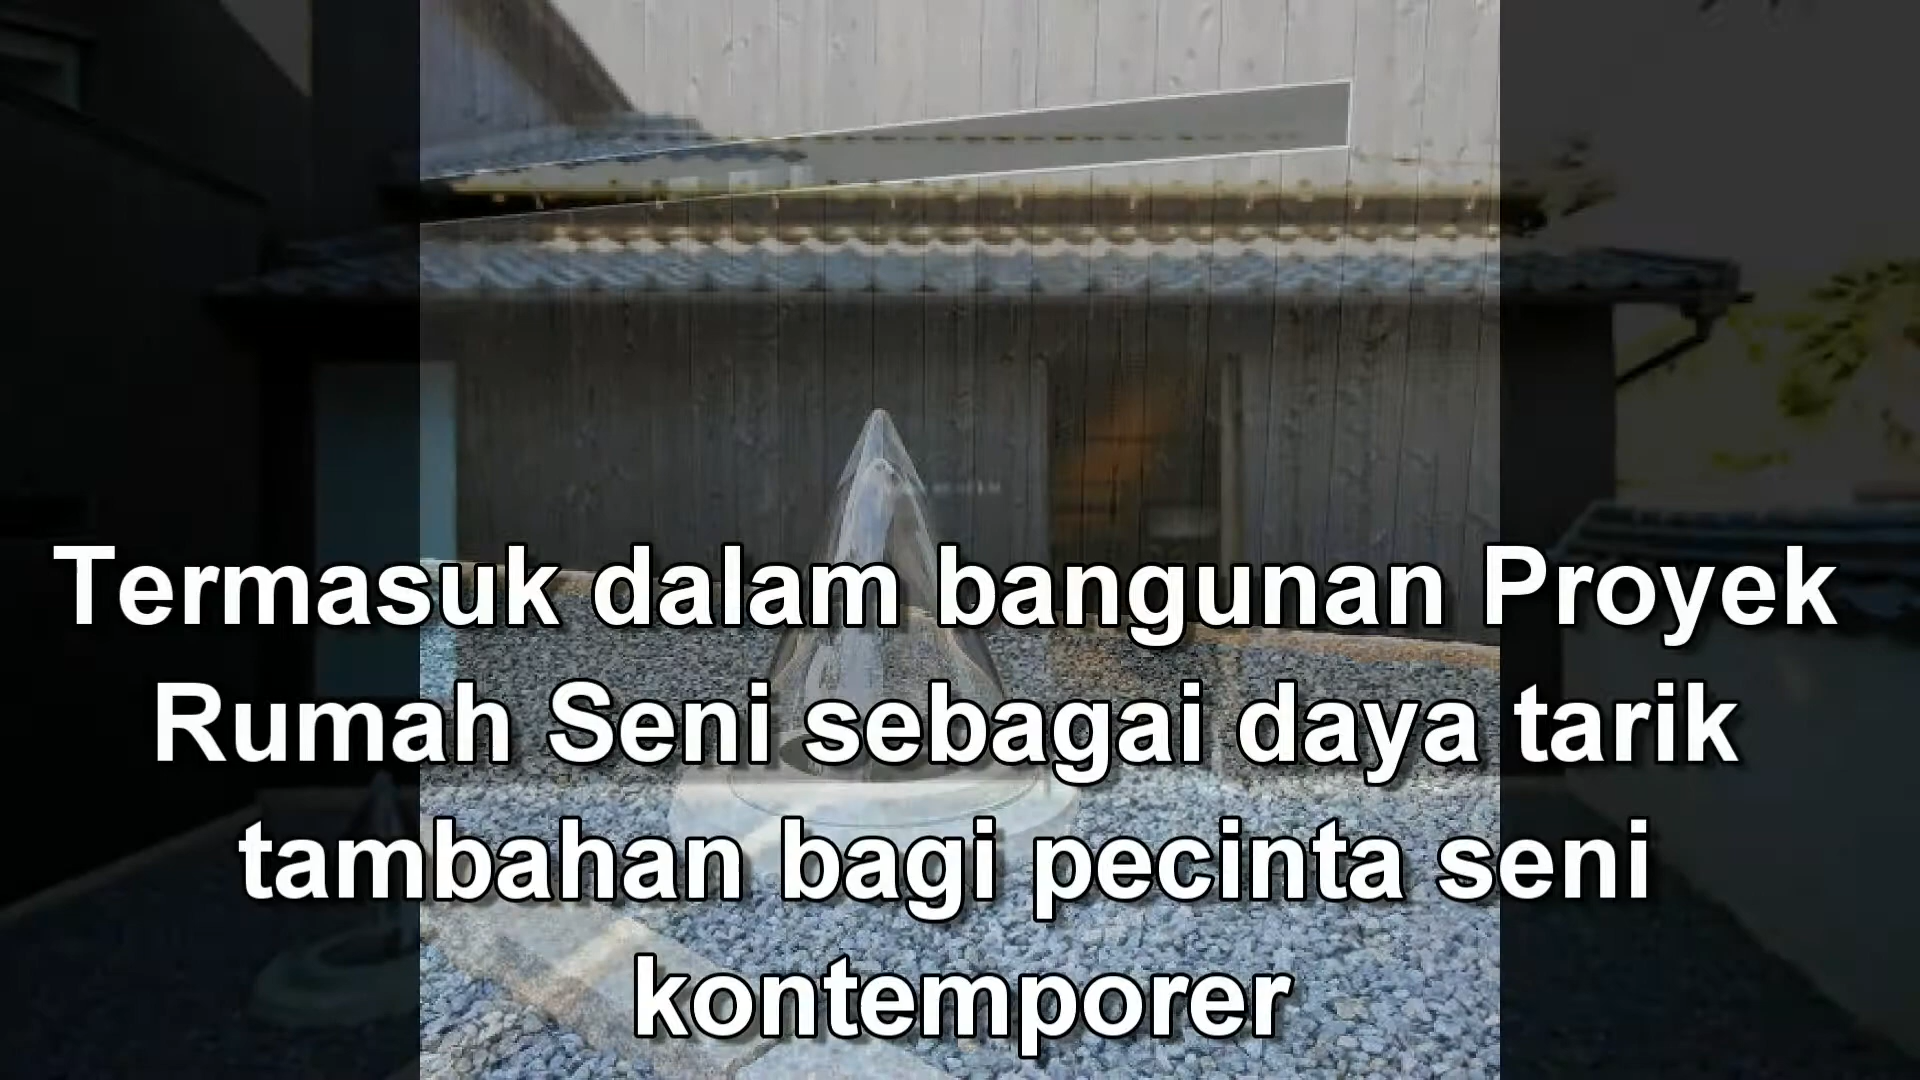 Termasuk dalam bangunan Proyek
Rumah Seni sebagai daya tarik
tambahan bagi pecinta seni
kontemporer